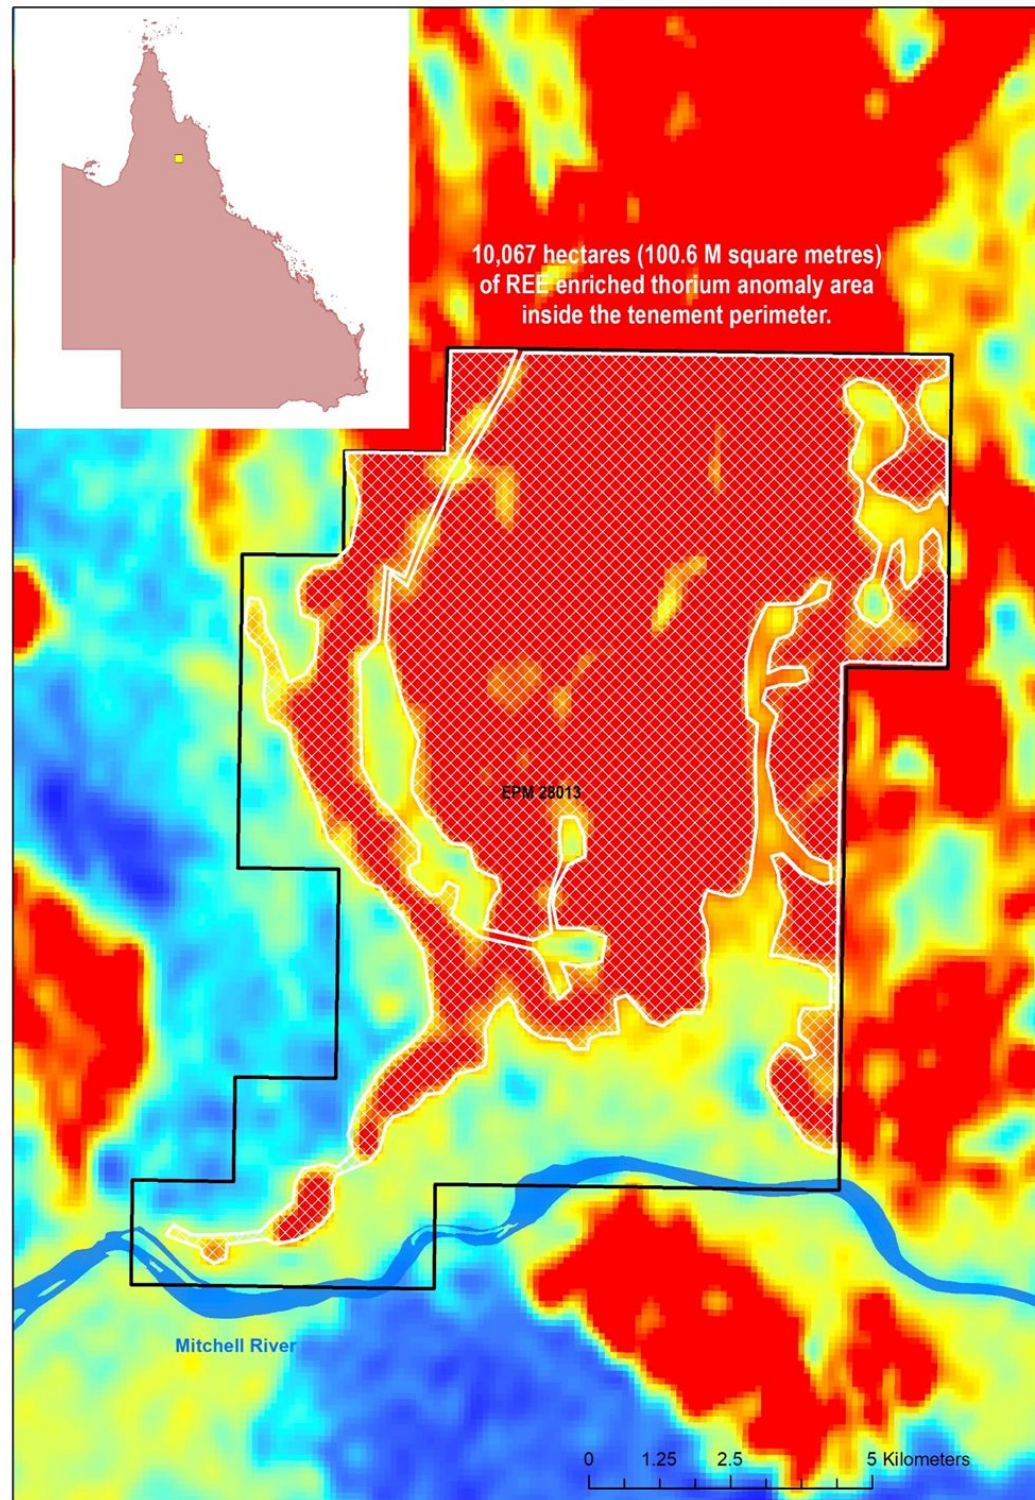 10,067 hectares (100.6 M square metres)
of REE enriched thorium anomaly area
inside the tenement perimeter.
EPM 28013
Mitchell River
0 1.25 2.5 5 Kilometers